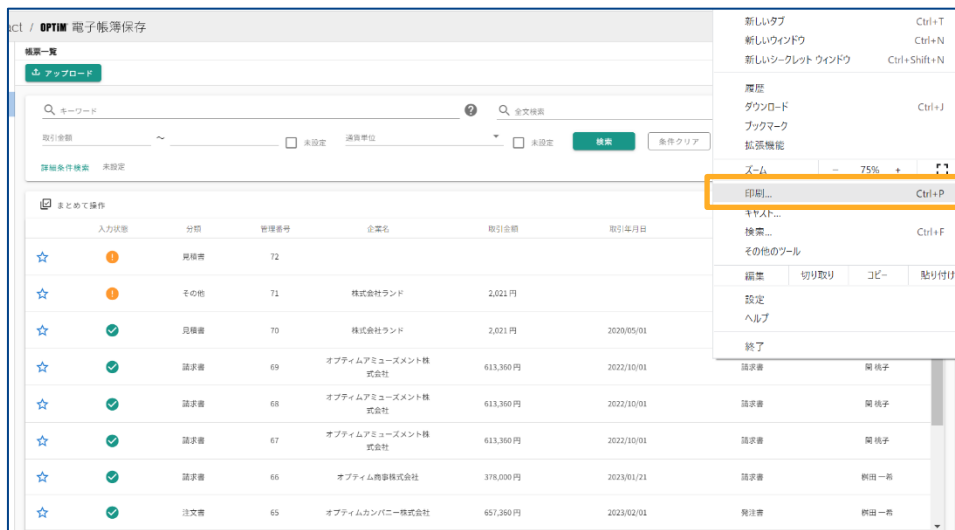 act / OPTiM 電子帳簿保存
帳票一覧
アップロード
キーワード
全文検索
取引金額 ～ 未設定 通貨単位 未設定 検索 条件クリア
詳細条件検索 未設定
まとめて操作
入力状態 分類 管理番号 企業名 取引金額 取引年月日
見積書 72
その他 71 株式会社ランド 2,021 円
見積書 70 株式会社ランド 2,021 円 2020/05/01
請求書 69 オプティムアミューズメント株
式会社 613,360 円 2022/10/01 請求書 関 桃子
請求書 68 オプティムアミューズメント株
式会社 613,360 円 2022/10/01 請求書 関 桃子
請求書 67 オプティムアミューズメント株
式会社 613,360 円 2022/10/01 請求書 関 桃子
請求書 66 オプティム商事株式会社 378,000 円 2023/01/21 請求書 桝田 一希
注文書 65 オプティムカンパニー株式会社 657,360 円 2023/02/01 発注書 桝田 一希
新しいタブ Ctrl+T
新しいウィンドウ Ctrl+N
新しいシークレット ウィンドウ Ctrl+Shift+N
履歴
ダウンロード Ctrl+J
ブックマーク
拡張機能
ズーム － 75% +
印刷... Ctrl+P
キャスト...
検索... Ctrl+F
その他のツール
編集 切り取り コピー 貼り付け
設定
ヘルプ
終了